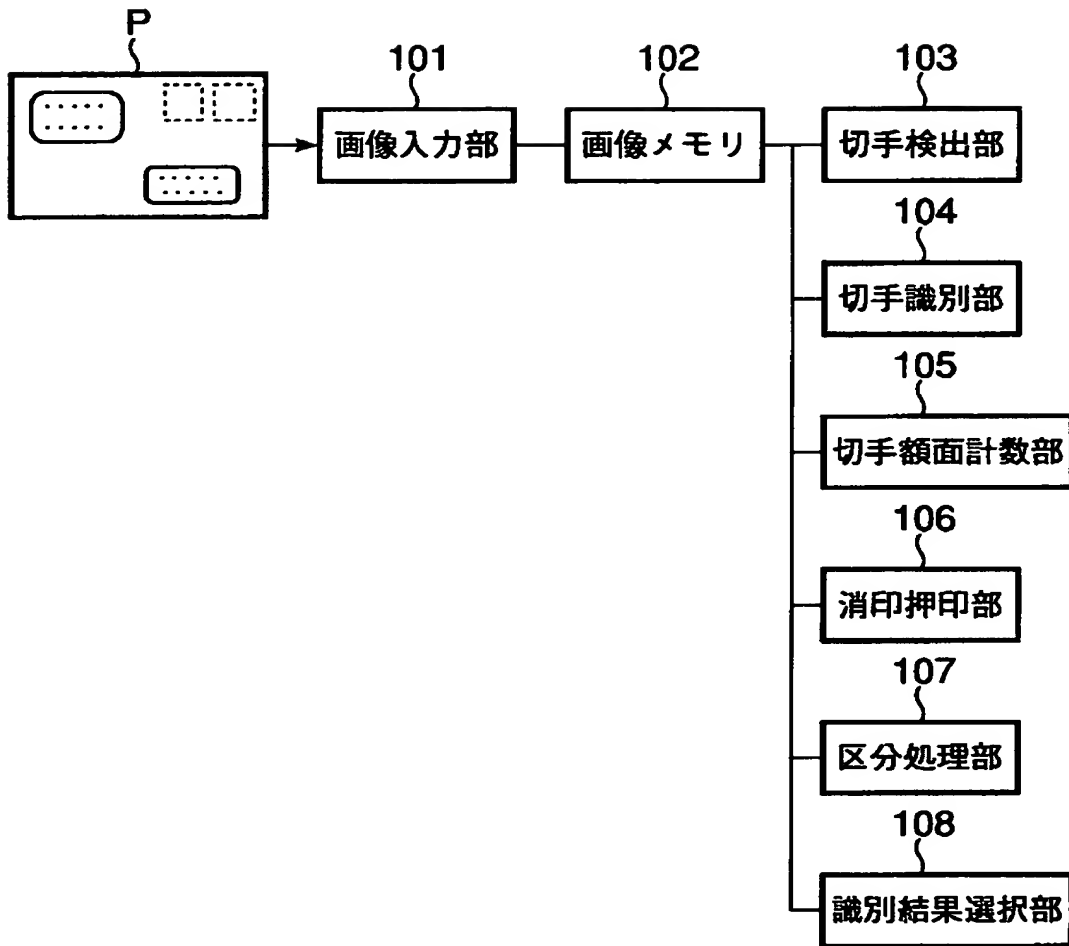 P
101
画像入力部
102
画像メモリ
103
切手検出部
104
切手識別部
105
切手額面計数部
106
消印押印部
107
区分処理部
108
識別結果選択部